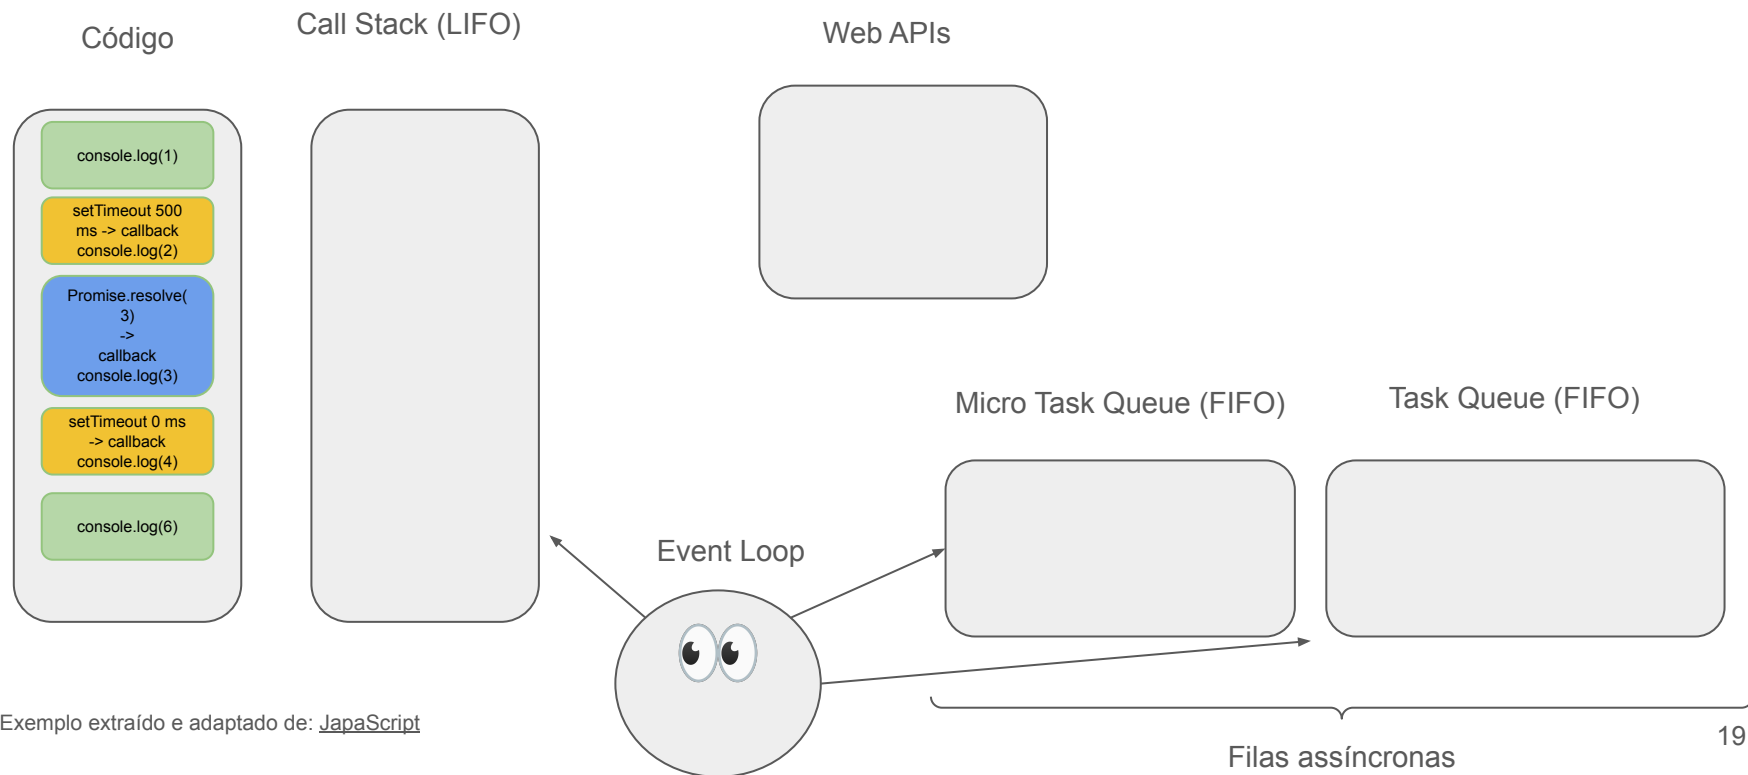 Código
Call Stack (LIFO)
Web APIs
console.log(1)
setTimeout 500
ms -> callback
console.log(2)
Promise.resolve(
3)
->
callback
console.log(3)
setTimeout 0 ms
-> callback
console.log(4)
console.log(6)
Micro Task Queue (FIFO)
Task Queue (FIFO)
Event Loop
Exemplo extraído e adaptado de: JapaScript
Filas assíncronas
19